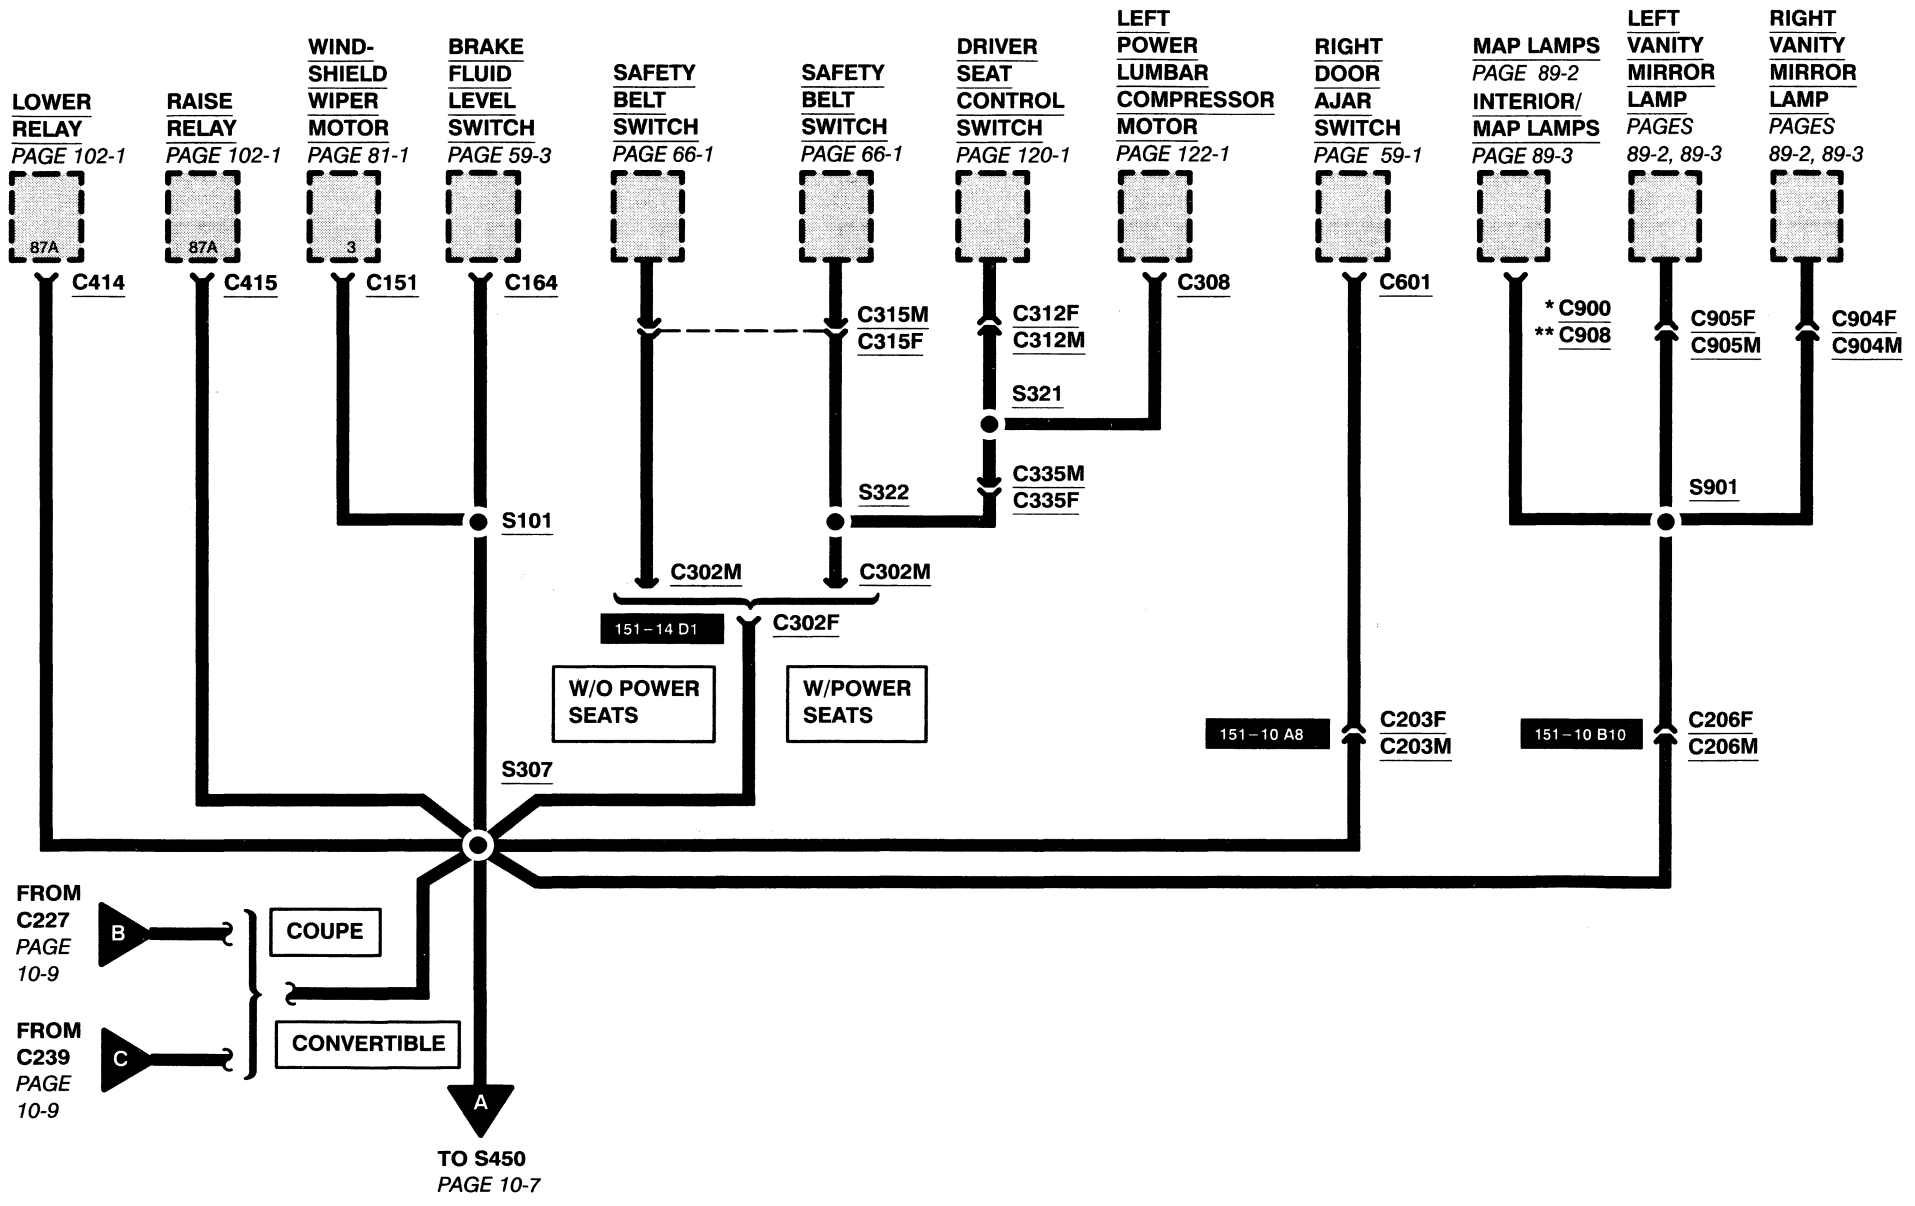 LOWER
RELAY
PAGE 102-1
87A
C414
RAISE
RELAY
PAGE 102-1
87A
C415
WIND-
SHIELD
WIPER
MOTOR
PAGE 81-1
3
C151
BRAKE
FLUID
LEVEL
SWITCH
PAGE 59-3
C164
SAFETY
BELT
SWITCH
PAGE 66-1
SAFETY
BELT
SWITCH
PAGE 66-1
C315M
C315F
DRIVER
SEAT
CONTROL
SWITCH
PAGE 120-1
C312F
C312M
LEFT
POWER
LUMBAR
COMPRESSOR
MOTOR
PAGE 122-1
C308
RIGHT
DOOR
AJAR
SWITCH
PAGE 59-1
C601
MAP LAMPS
PAGE 89-2
INTERIOR/
MAP LAMPS
PAGE 89-3
* C900
** C908
LEFT
VANITY
MIRROR
LAMP
PAGES
89-2, 89-3
C905F
C905M
RIGHT
VANITY
MIRROR
LAMP
PAGES
89-2, 89-3
C904F
C904M
S321
C335M
C335F
S322
S101
S901
C302M
C302M
151-14 D1
C302F
W/O POWER
SEATS
W/POWER
SEATS
151-10 A8
C203F
C203M
151-10 B10
C206F
C206M
S307
FROM
C227
PAGE
10-9
B
COUPE
FROM
C239
PAGE
10-9
C
CONVERTIBLE
A
TO S450
PAGE 10-7